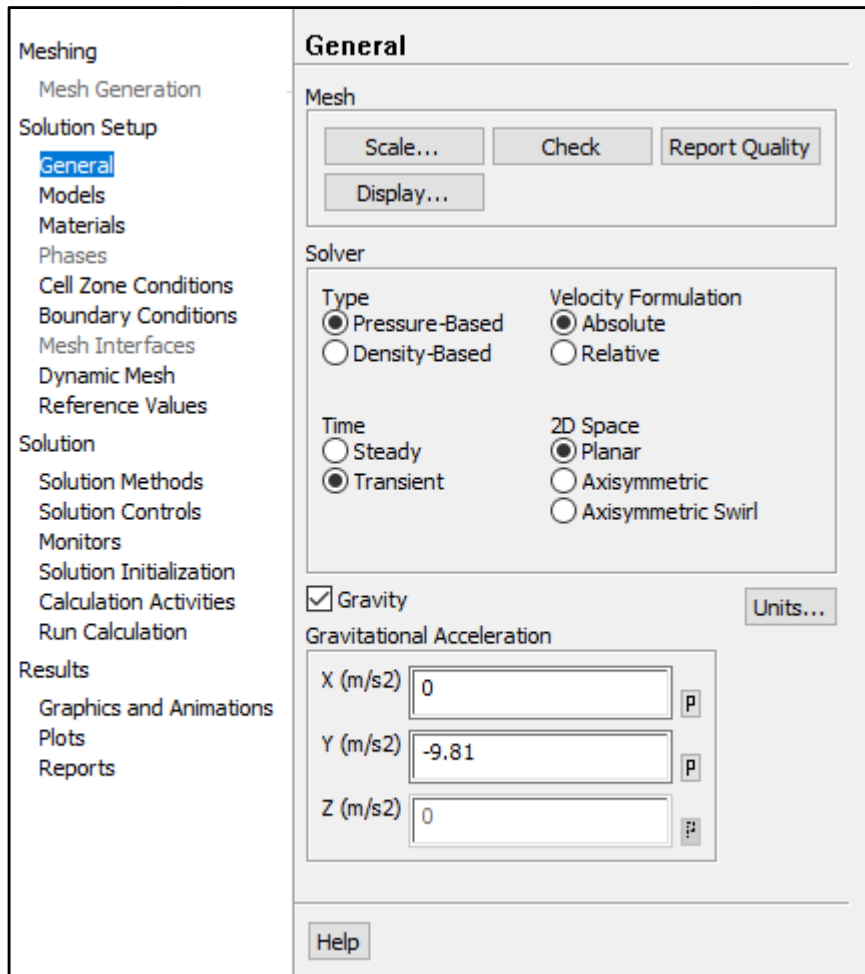 Meshing
Mesh Generation
Solution Setup
General
Models
Materials
Phases
Cell Zone Conditions
Boundary Conditions
Mesh Interfaces
Dynamic Mesh
Reference Values
Solution
Solution Methods
Solution Controls
Monitors
Solution Initialization
Calculation Activities
Run Calculation
Results
Graphics and Animations
Plots
Reports
General
Mesh
Scale... Check Report Quality
Display...
Solver
Type
Pressure-Based
Density-Based
Velocity Formulation
Absolute
Relative
Time
Steady
Transient
2D Space
Planar
Axisymmetric
Axisymmetric Swirl
Gravity
Units...
Gravitational Acceleration
X (m/s2) 0 P
Y (m/s2) -9.81 P
Z (m/s2) 0 P
Help